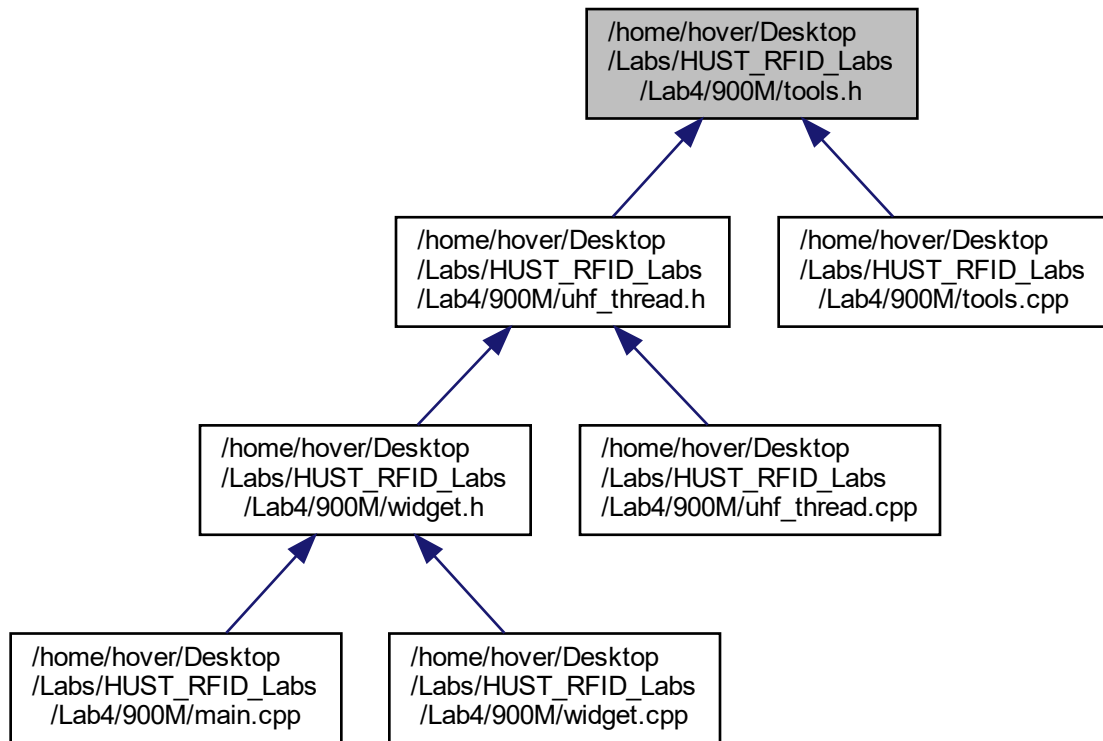 /home/hover/Desktop
/Labs/HUST_RFID_Labs
/Lab4/900M/tools.h
/home/hover/Desktop
/Labs/HUST_RFID_Labs
/Lab4/900M/uhf_thread.h
/home/hover/Desktop
/Labs/HUST_RFID_Labs
/Lab4/900M/tools.cpp
/home/hover/Desktop
/Labs/HUST_RFID_Labs
/Lab4/900M/widget.h
/home/hover/Desktop
/Labs/HUST_RFID_Labs
/Lab4/900M/uhf_thread.cpp
/home/hover/Desktop
/Labs/HUST_RFID_Labs
/Lab4/900M/main.cpp
/home/hover/Desktop
/Labs/HUST_RFID_Labs
/Lab4/900M/widget.cpp